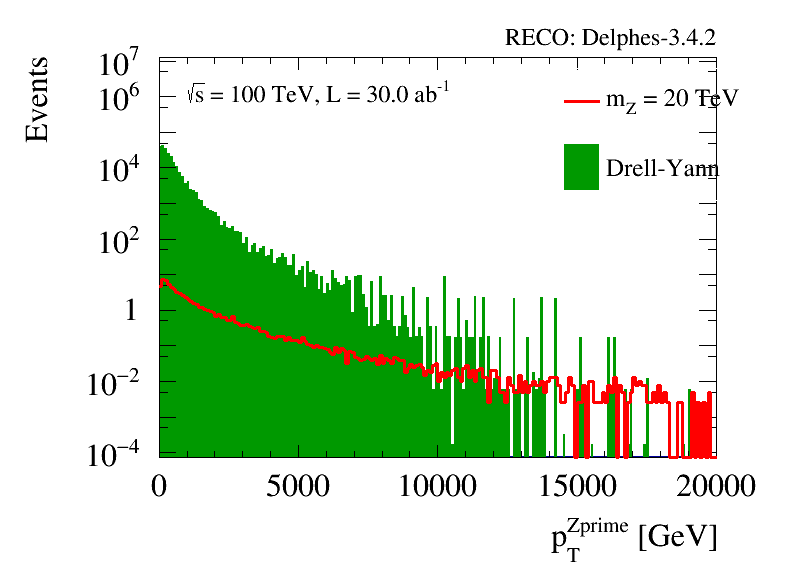 RECO: Delphes-3.4.2
Events
10^7
10^6
10^4
10^2
1
10^−2
10^−4
√s = 100 TeV, L = 30.0 ab^-1
m_Z = 20 TeV
Drell-Yann
0 5000 10000 15000 20000
p_T^Zprime [GeV]